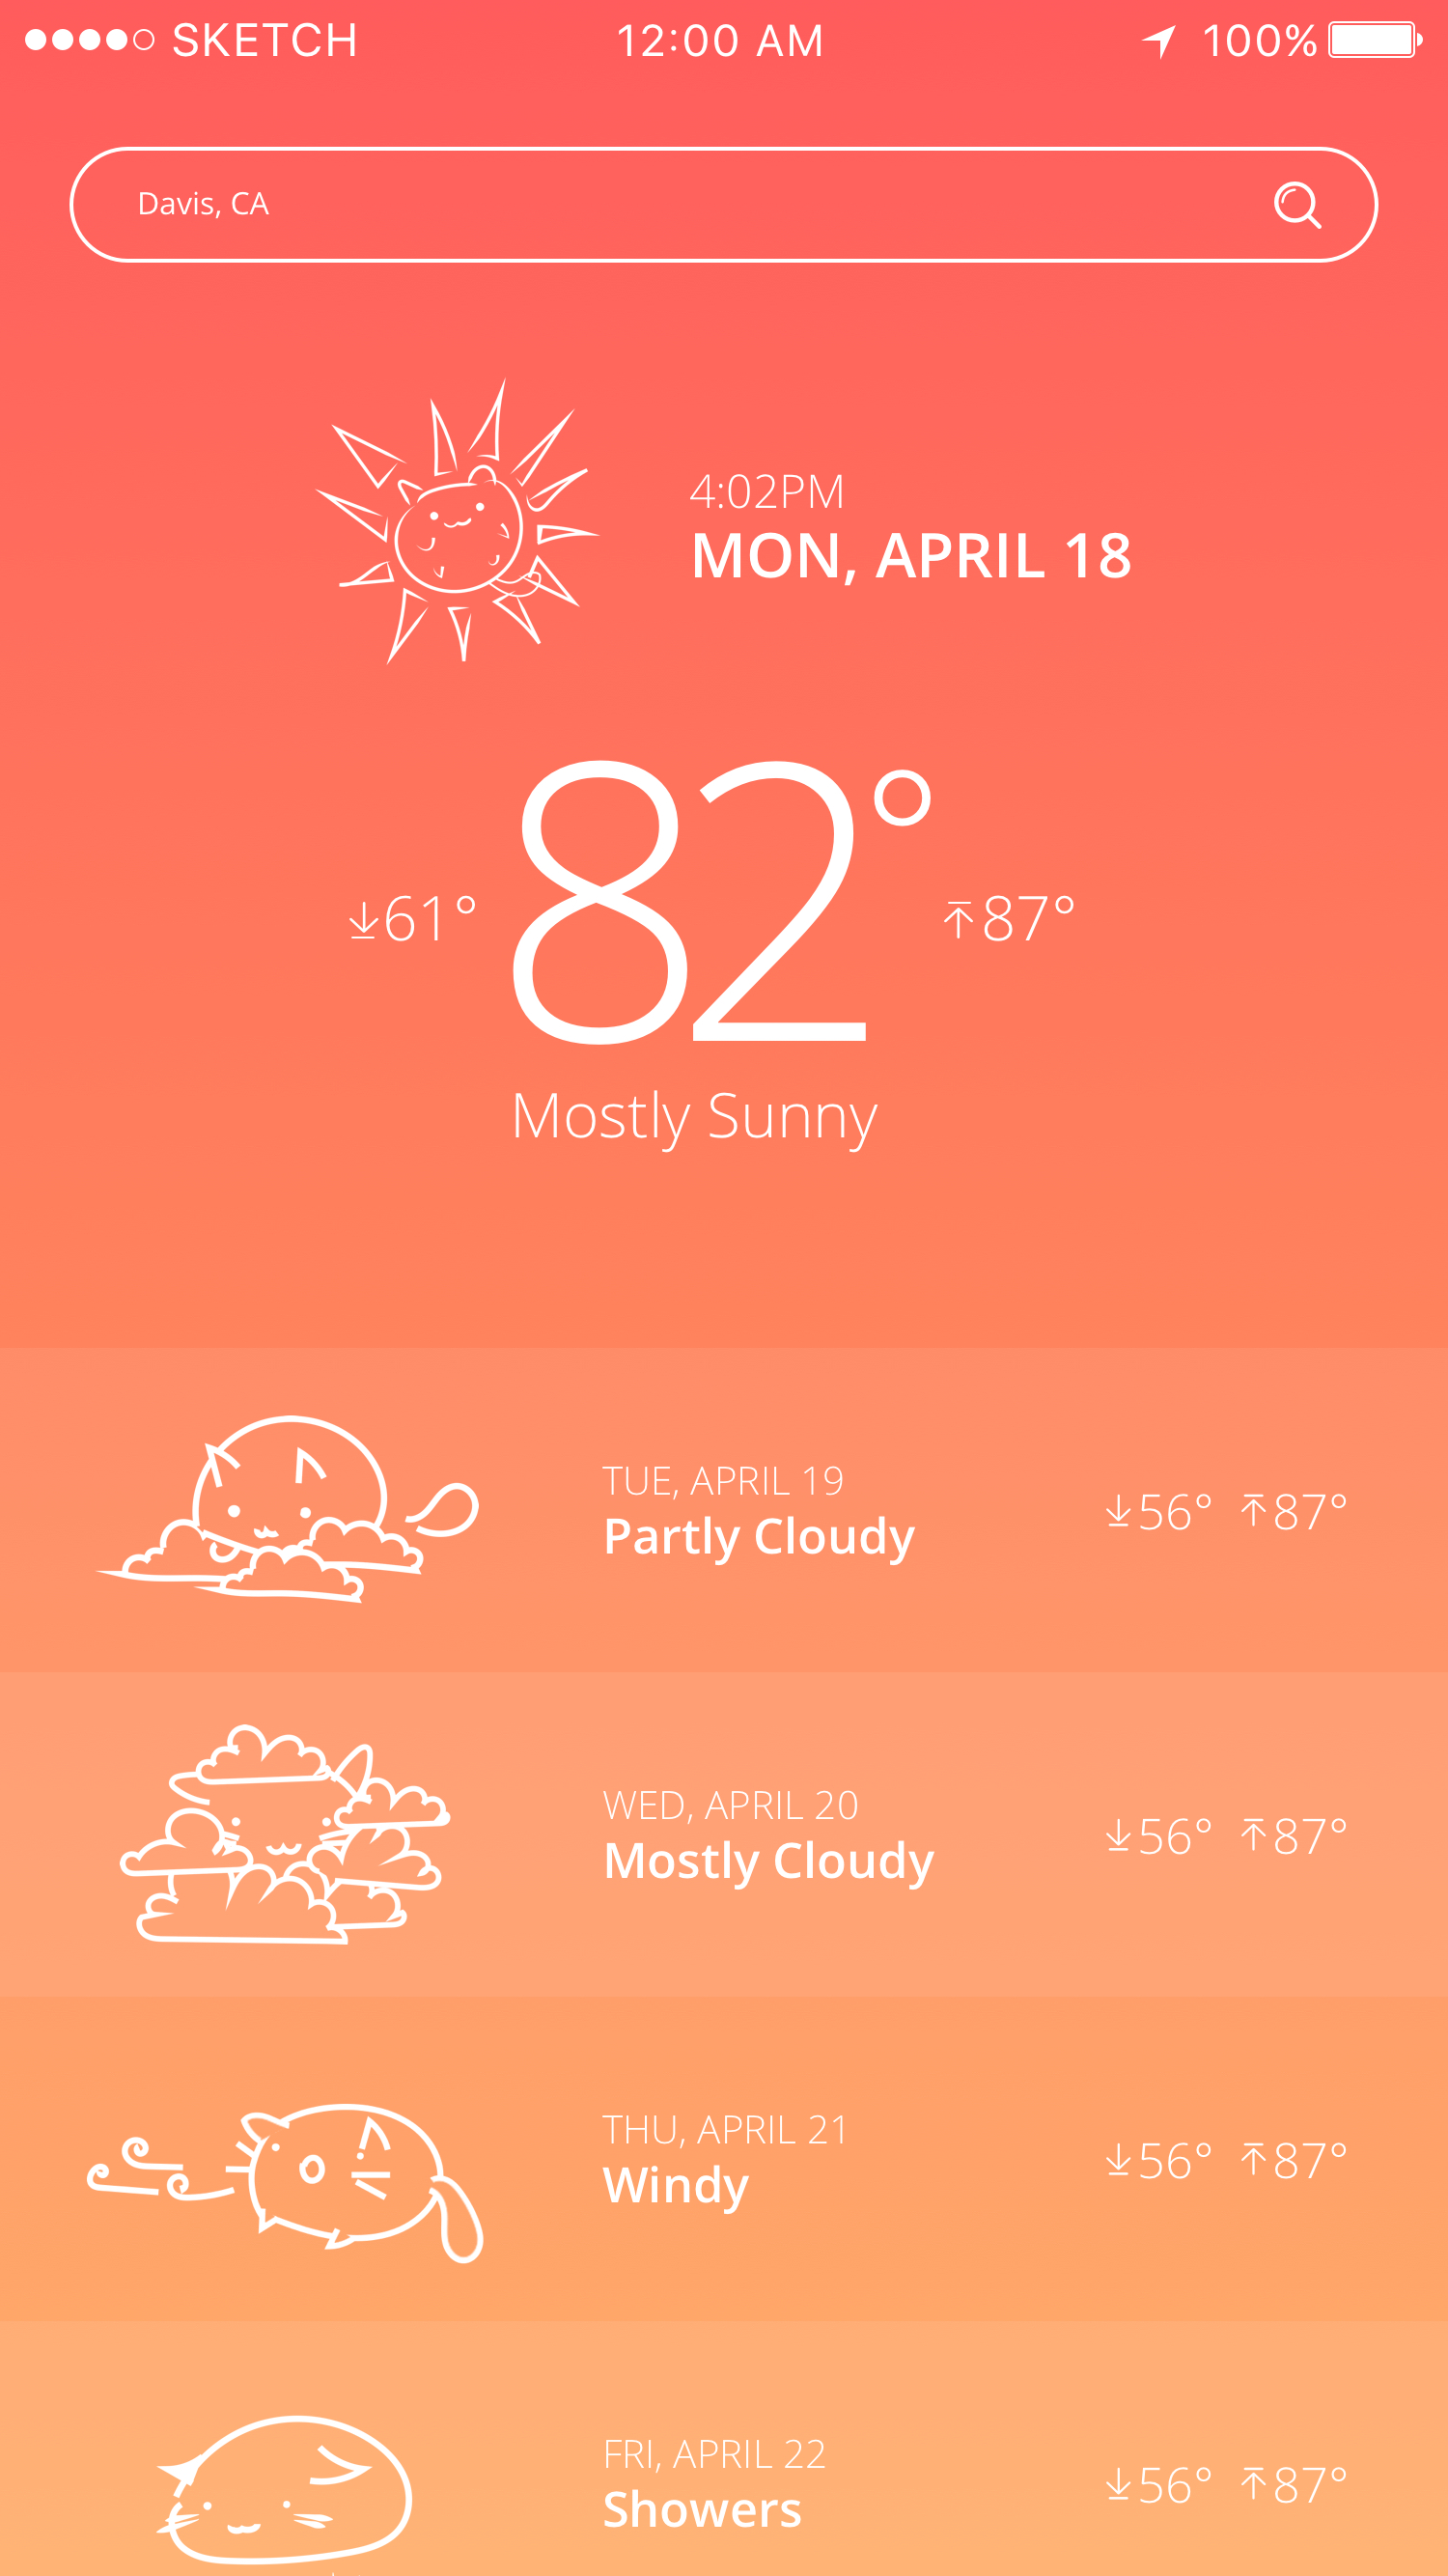 SKETCH 12:00 AM 100%
Davis, CA
4:02PM
MON, APRIL 18
61° 82° 87°
Mostly Sunny
TUE, APRIL 19
Partly Cloudy
56° 87°
WED, APRIL 20
Mostly Cloudy
56° 87°
THU, APRIL 21
Windy
56° 87°
FRI, APRIL 22
Showers
56° 87°